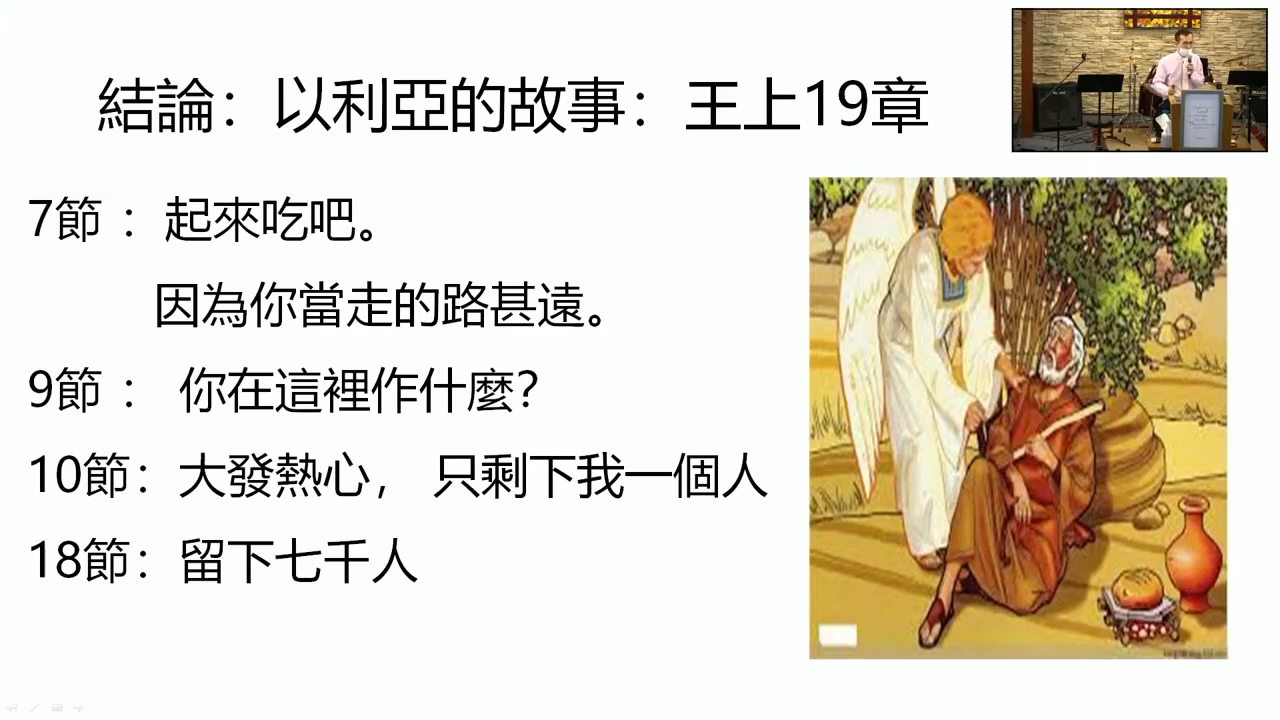 結論：以利亞的故事：王上19章
7節 ：起來吃吧。
因為你當走的路甚遠。
9節 ： 你在這裡作什麼？
10節：大發熱心， 只剩下我一個人
18節：留下七千人